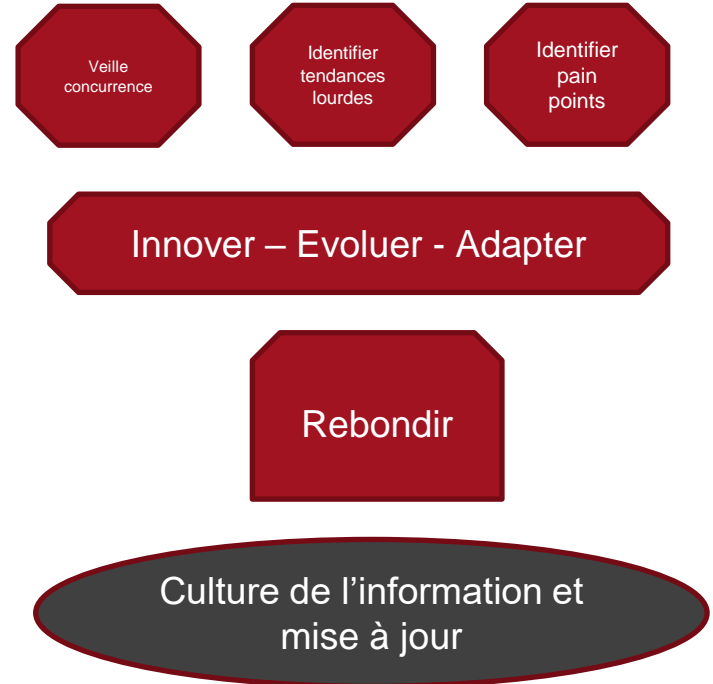 Veille
concurrence
Identifier
tendances
lourdes
Identifier
pain
points
Innover – Evoluer - Adapter
Rebondir
Culture de l’information et
mise à jour